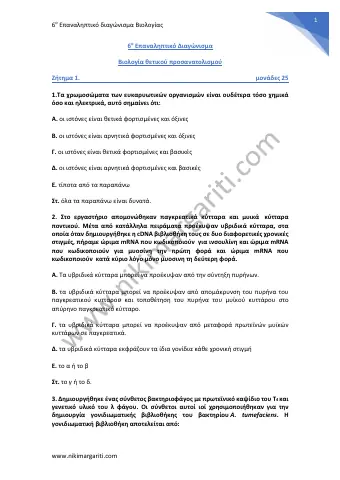 6º Επαναληπτικό διαγώνισμα Βιολογίας
1
6º Επαναληπτικό Διαγώνισμα
Βιολογία θετικού προσανατολισμού
Ζήτημα 1. μονάδες 25
1.Τα χρωμοσώματα των ευκαρυωτικών οργανισμών είναι ουδέτερα τόσο χημικά
όσο και ηλεκτρικά, αυτό σημαίνει ότι:
Α. οι ιστόνες είναι θετικά φορτισμένες και όξινες
Β. οι ιστόνες είναι αρνητικά φορτισμένες και όξινες
Γ. οι ιστόνες είναι θετικά φορτισμένες και βασικές
Δ. οι ιστόνες είναι αρνητικά φορτισμένες και βασικές
Ε. τίποτα από τα παραπάνω
Στ. όλα τα παραπάνω είναι δυνατά.
2. Στο εργαστήριο απομονώθηκαν παγκρεατικά κύτταρα και μυικά κύτταρα
ποντικού. Μέτα από κατάλληλα πειράματα προέκυψαν υβριδικά κύτταρα, στα
οποία όταν δημιουργήθηκε η cDNA βιβλιοθήκη τους σε δυο διαφορετικές χρονικές
στιγμές, πήραμε ώριμα mRNA που κωδικοποιούν για ινσουλίνη και ώριμα mRNA
που κωδικοποιούν για μυοσίνη την πρώτη φορά και ώριμα mRNA που
κωδικοποιούν κατά κύριο λόγο μόνο μυοσινη τη δεύτερη φορά.
Α. Τα υβριδικά κύτταρα μπορεί να προέκυψαν από την σύντηξη πυρήνων.
Β. τα υβριδικά κύτταρα μπορεί να προέκυψαν από απομάκρυνση του πυρήνα του
παγκρεατικού κυττάρου και τοποθέτηση του πυρήνα του μυϊκού κυττάρου στο
απύρηνο παγκρεατικό κύτταρο.
Γ. τα υβριδικά κύτταρα μπορεί να προέκυψαν από μεταφορά πρωτεϊνών μυϊκών
κυττάρων σε παγκρεατικά.
Δ. τα υβριδικά κύτταρα εκφράζουν τα ίδια γονίδια κάθε χρονική στιγμή
Ε. το α ή το β
Στ. το γ ή το δ.
3. Δημιουργήθηκε ένας σύνθετος βακτηριοφάγος με πρωτεϊνικό καψίδιο του T₄ και
γενετικό υλικό του λ φάγου. Οι σύνθετοι αυτοί ιοί χρησιμοποιήθηκαν για την
δημιουργία γονιδιωματικής βιβλιοθήκης του βακτηρίου A. tumefaciens. Η
γονιδιωματική βιβλιοθήκη αποτελείται από:
www.nikimargariti.com
www.nikimargariti.com